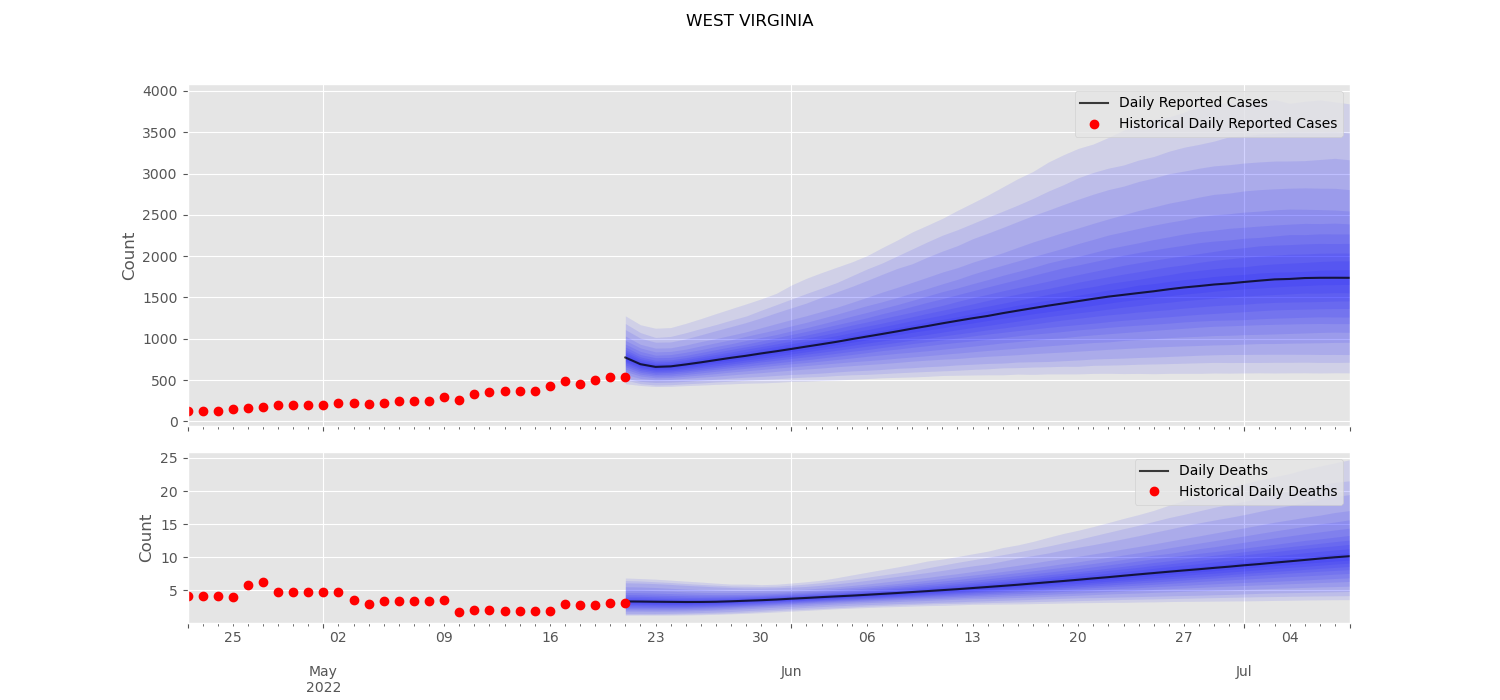 WEST VIRGINIA
4000
3500
3000
2500
2000
1500
1000
500
0
Count
Daily Reported Cases
Historical Daily Reported Cases
25
20
15
10
5
Count
Daily Deaths
Historical Daily Deaths
25 02 09 16 23 30 06 13 20 27 04
May Jun Jul
2022